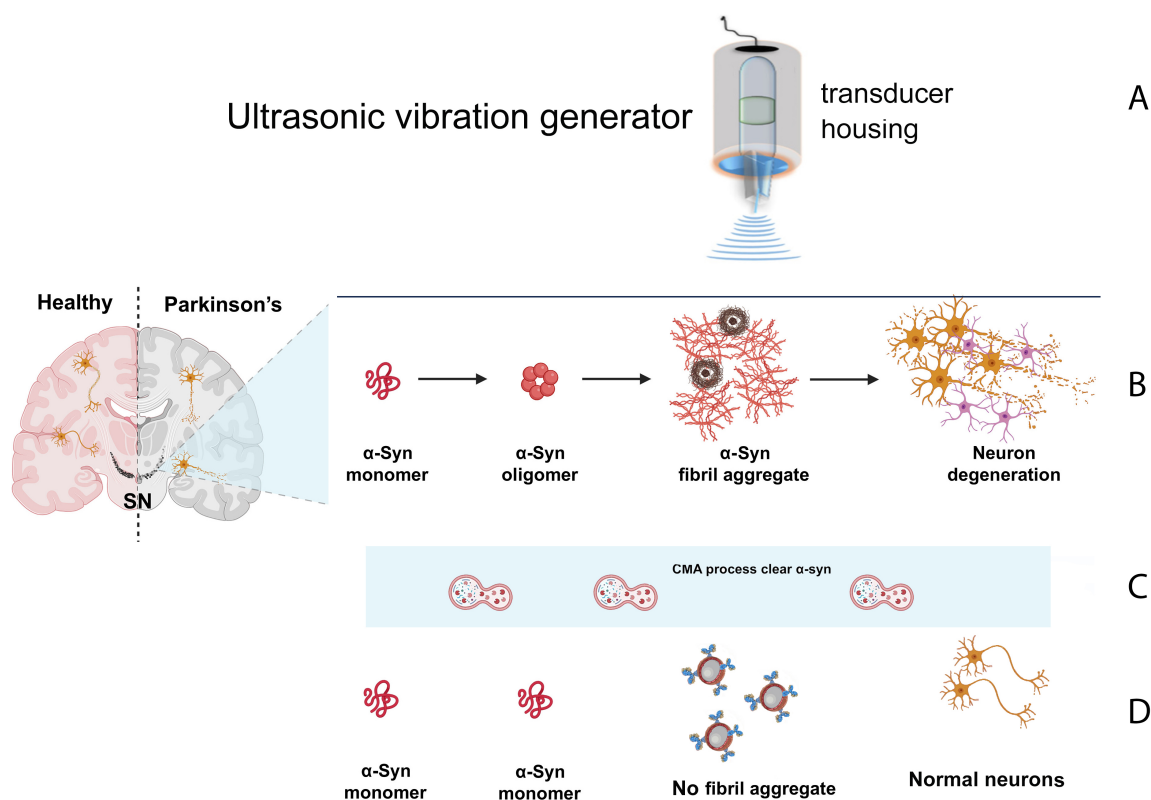 Ultrasonic vibration generator
transducer
housing
A
Healthy
Parkinson's
SN
α-Syn
monomer
α-Syn
oligomer
α-Syn
fibril aggregate
Neuron
degeneration
B
CMA process clear α-syn
C
α-Syn
monomer
α-Syn
monomer
No fibril aggregate
Normal neurons
D